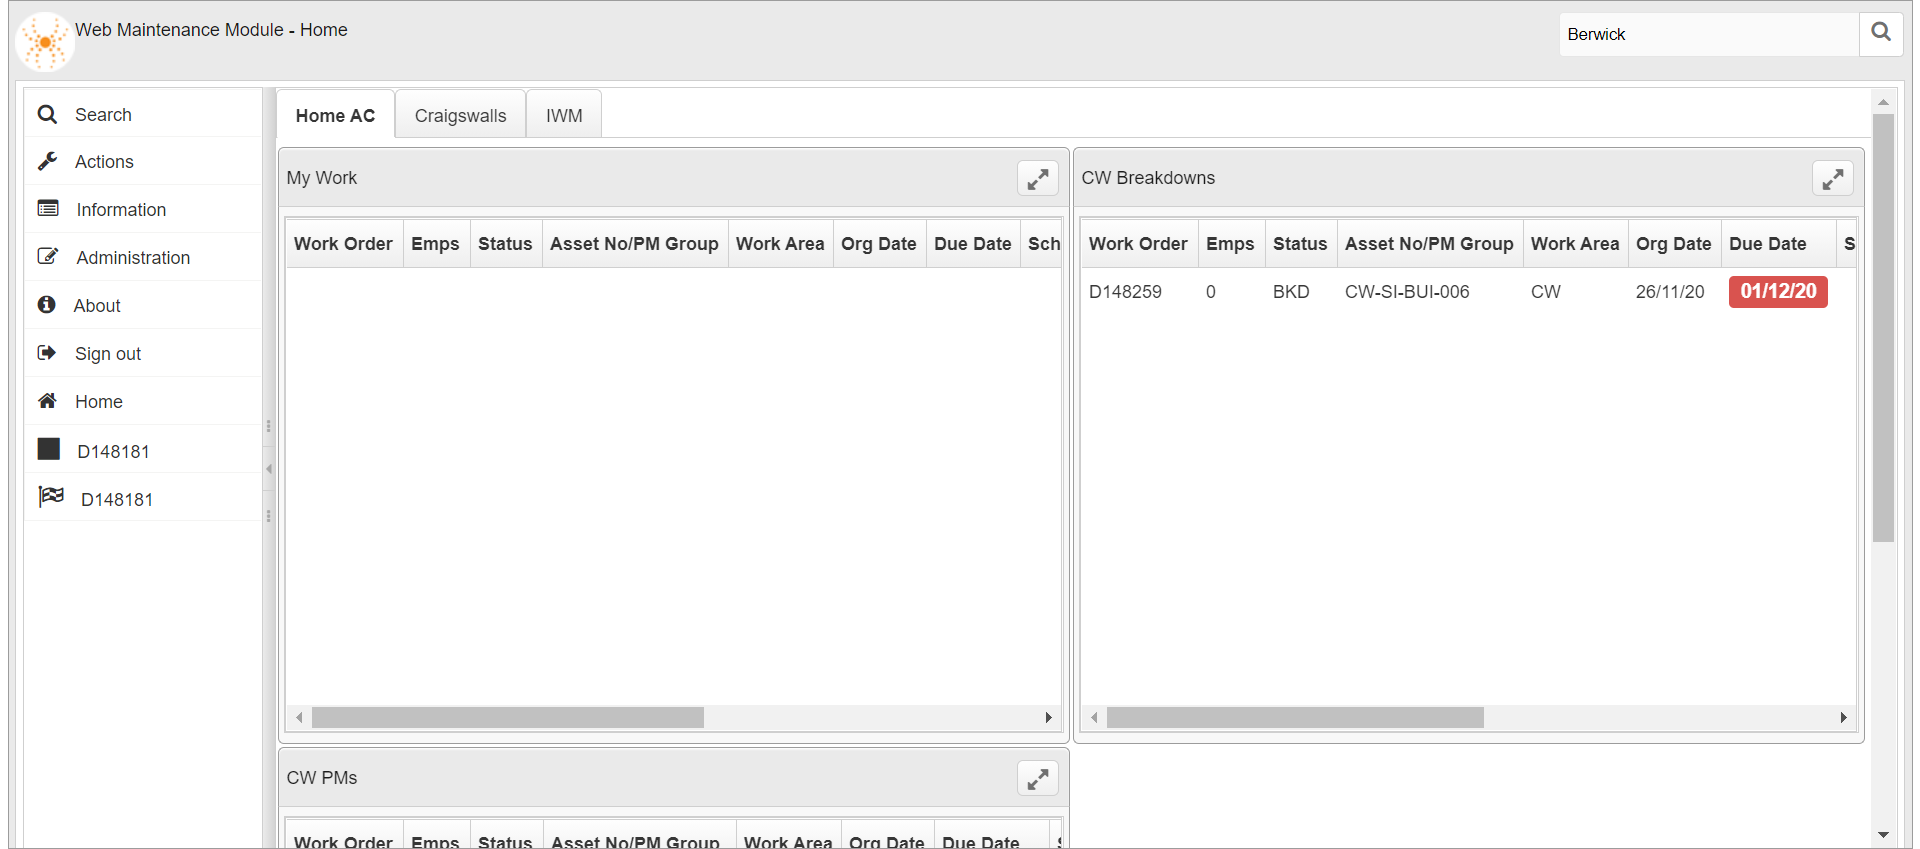 Web Maintenance Module - Home
Berwick
Search
Actions
Information
Administration
About
Sign out
Home
D148181
D148181
Home AC Craigswalls IWM
My Work
Work Order Emps Status Asset No/PM Group Work Area Org Date Due Date Sch
CW Breakdowns
Work Order Emps Status Asset No/PM Group Work Area Org Date Due Date S
D148259 0 BKD CW-SI-BUI-006 CW 26/11/20 01/12/20
CW PMs
Work Order Emps Status Asset No/PM Group Work Area Org Date Due Date